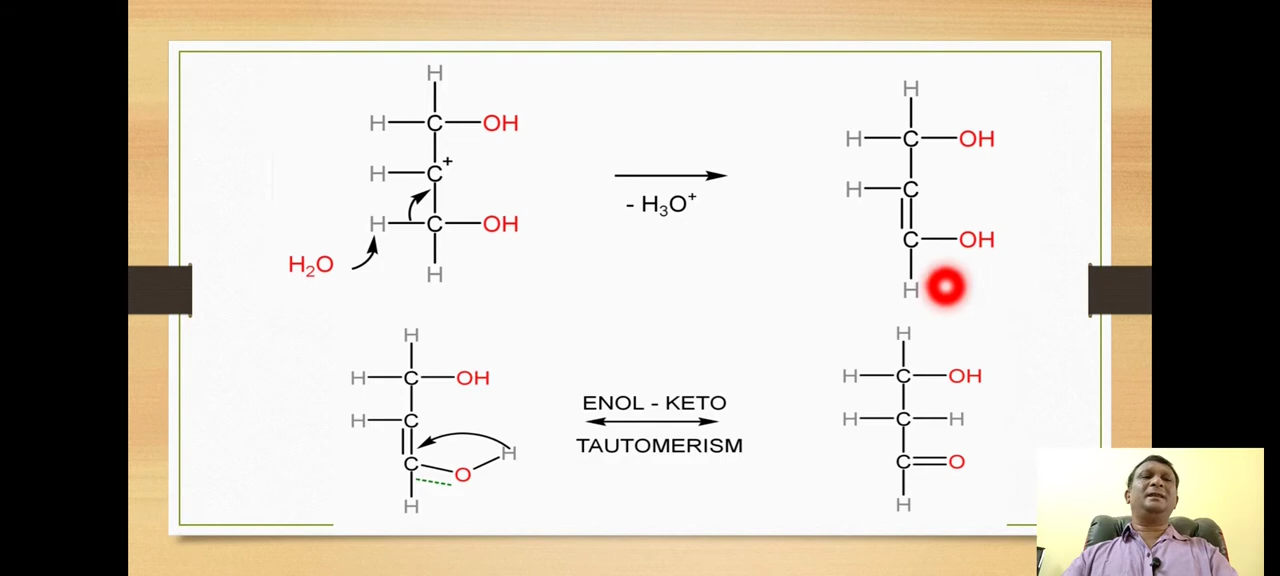 H
H C OH
H C+
H C OH
H
H2O
- H3O+
H
H C OH
H C
C OH
H
H
H C OH
H C
C O H
H
ENOL - KETO
TAUTOMERISM
H
H C OH
H C H
C O
H